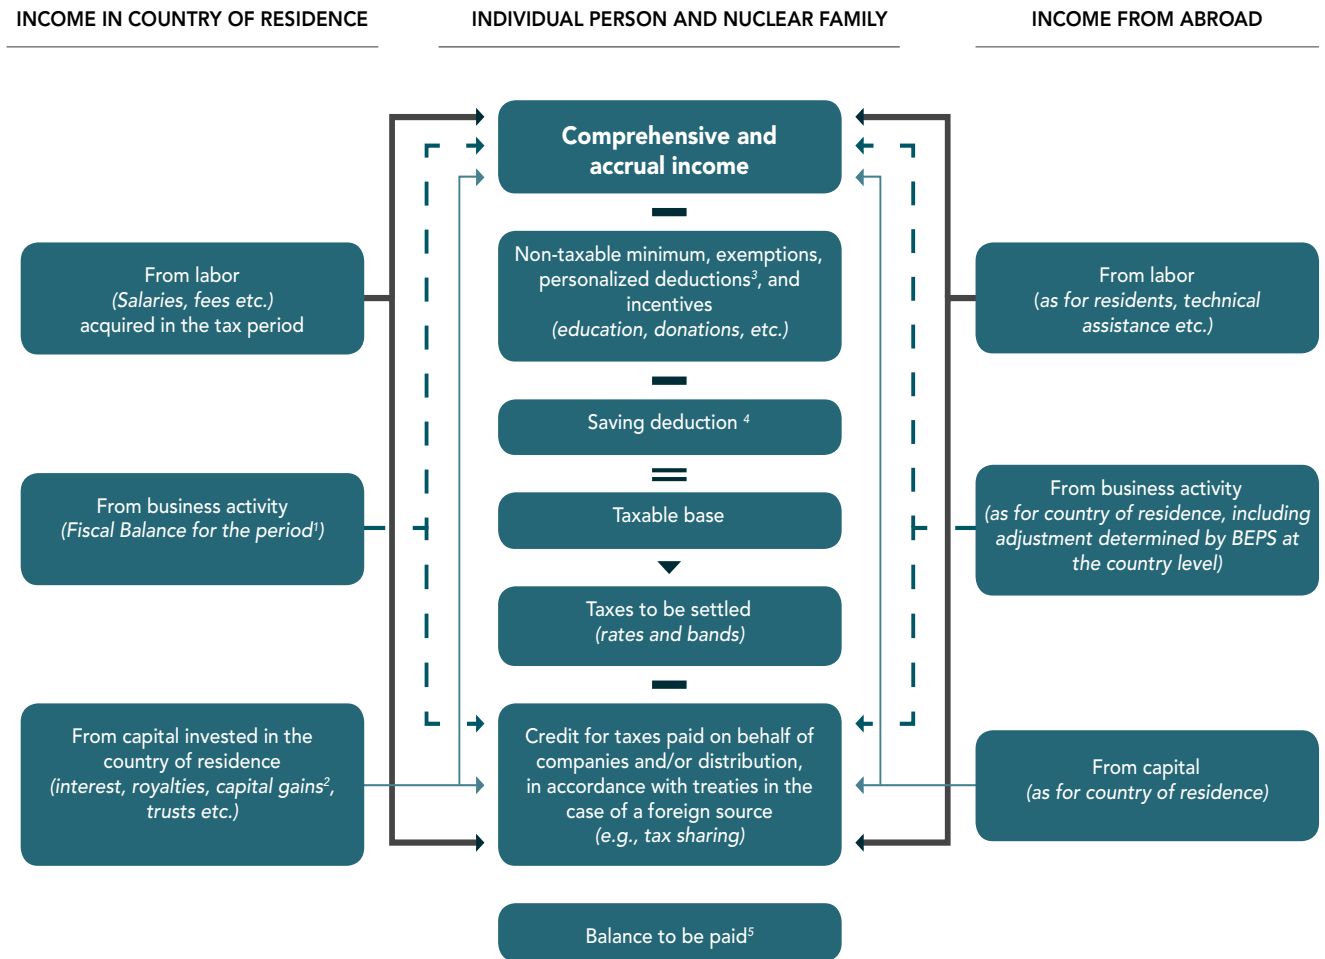 INCOME IN COUNTRY OF RESIDENCE
INDIVIDUAL PERSON AND NUCLEAR FAMILY
INCOME FROM ABROAD
Comprehensive and
accrual income
Non-taxable minimum, exemptions,
personalized deductions³, and
incentives
(education, donations, etc.)
Saving deduction ⁴
Taxable base
Taxes to be settled
(rates and bands)
Credit for taxes paid on behalf of
companies and/or distribution,
in accordance with treaties in the
case of a foreign source
(e.g., tax sharing)
Balance to be paid⁵
From labor
(Salaries, fees etc.)
acquired in the tax period
From business activity
(Fiscal Balance for the period¹)
From capital invested in the
country of residence
(interest, royalties, capital gains²,
trusts etc.)
From labor
(as for residents, technical
assistance etc.)
From business activity
(as for country of residence, including
adjustment determined by BEPS at
the country level)
From capital
(as for country of residence)